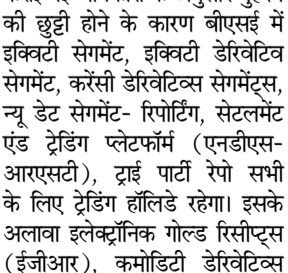 की छुट्टी होने के कारण बीएसई में
इक्विटी सेगमेंट, इक्विटी डेरिवेटिव
सेगमेंट, करेंसी डेरिवेटिव्स सेगमेंट्स,
न्यू डेट सेगमेंट- रिपोर्टिंग, सेटलमेंट
एंड ट्रेडिंग प्लेटफॉर्म (एनडीएस-
आरएसटी), ट्राई पार्टी रेपो सभी
के लिए ट्रेडिंग हॉलिडे रहेगा। इसके
अलावा इलेक्ट्रॉनिक गोल्ड रिसीप्ट्स
(ईजीआर), कमोडिटी डेरिवेटिव्स